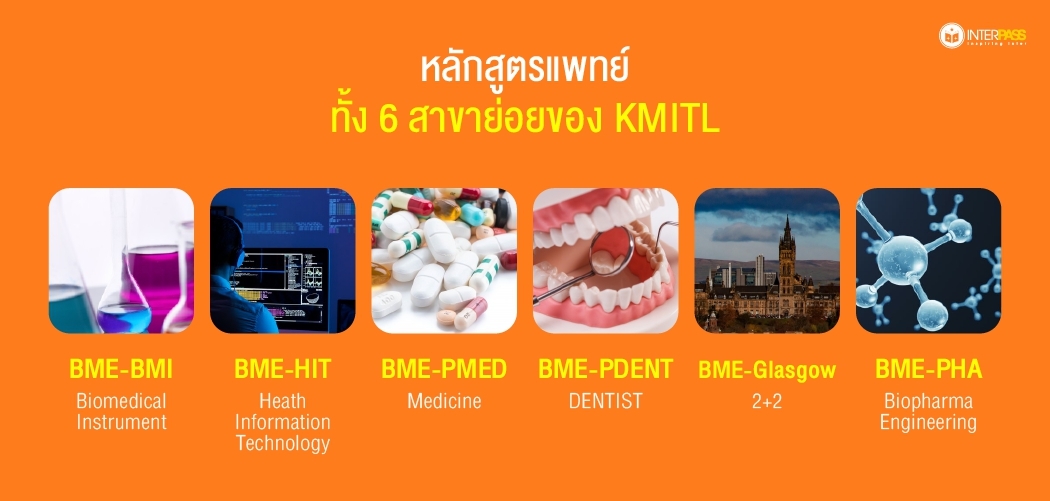 INTERPASS
Inspiring Inter
หลักสูตรแพทย์
ทั้ง 6 สาขาย่อยของ KMITL
BME-BMI
Biomedical
Instrument
BME-HIT
Heath
Information
Technology
BME-PMED
Medicine
BME-PDENT
DENTIST
BME-Glasgow
2+2
BME-PHA
Biopharma
Engineering